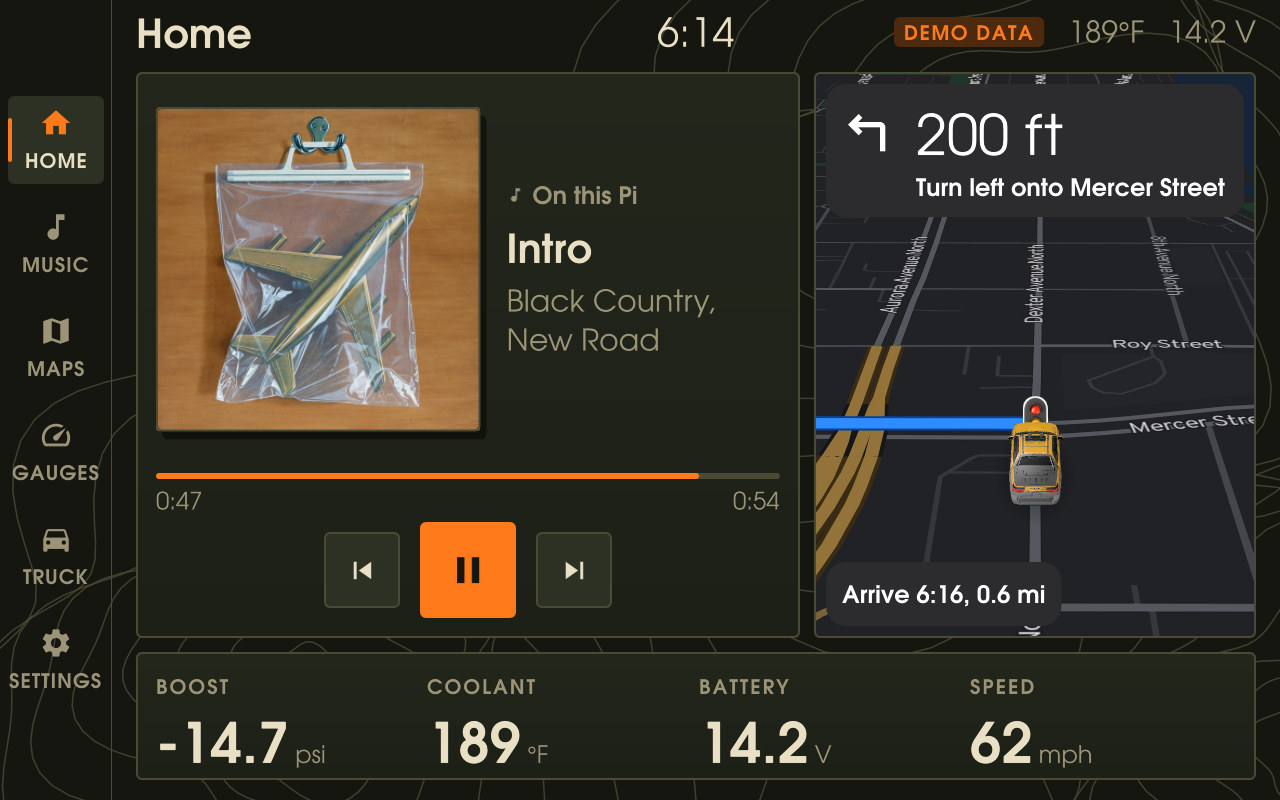 Home
6:14
DEMO DATA
189°F
14.2 V
HOME
MUSIC
MAPS
GAUGES
TRUCK
SETTINGS
On this Pi
Intro
Black Country,
New Road
0:47
0:54
200 ft
Turn left onto Mercer Street
Aurora Avenue North
Dexter Avenue North
8th Avenue North
Roy Street
Mercer Stre
Arrive 6:16, 0.6 mi
BOOST
-14.7 psi
COOLANT
189 °F
BATTERY
14.2 V
SPEED
62 mph